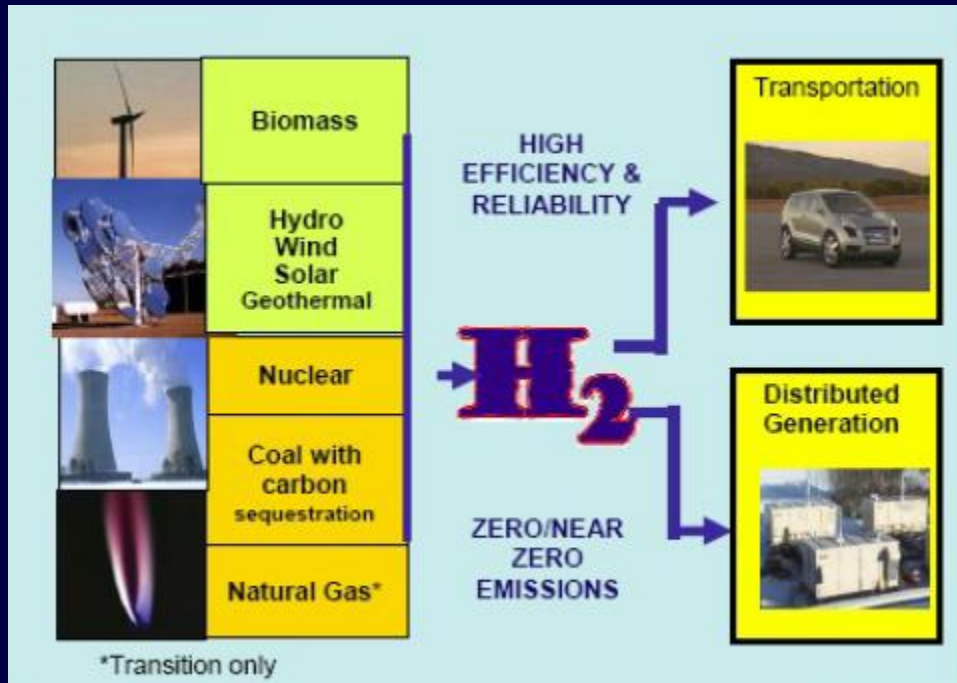 Biomass
Hydro
Wind
Solar
Geothermal
Nuclear
Coal with
carbon
sequestration
Natural Gas*
*Transition only
HIGH
EFFICIENCY &
RELIABILITY
H2
ZERO/NEAR
ZERO
EMISSIONS
Transportation
Distributed
Generation